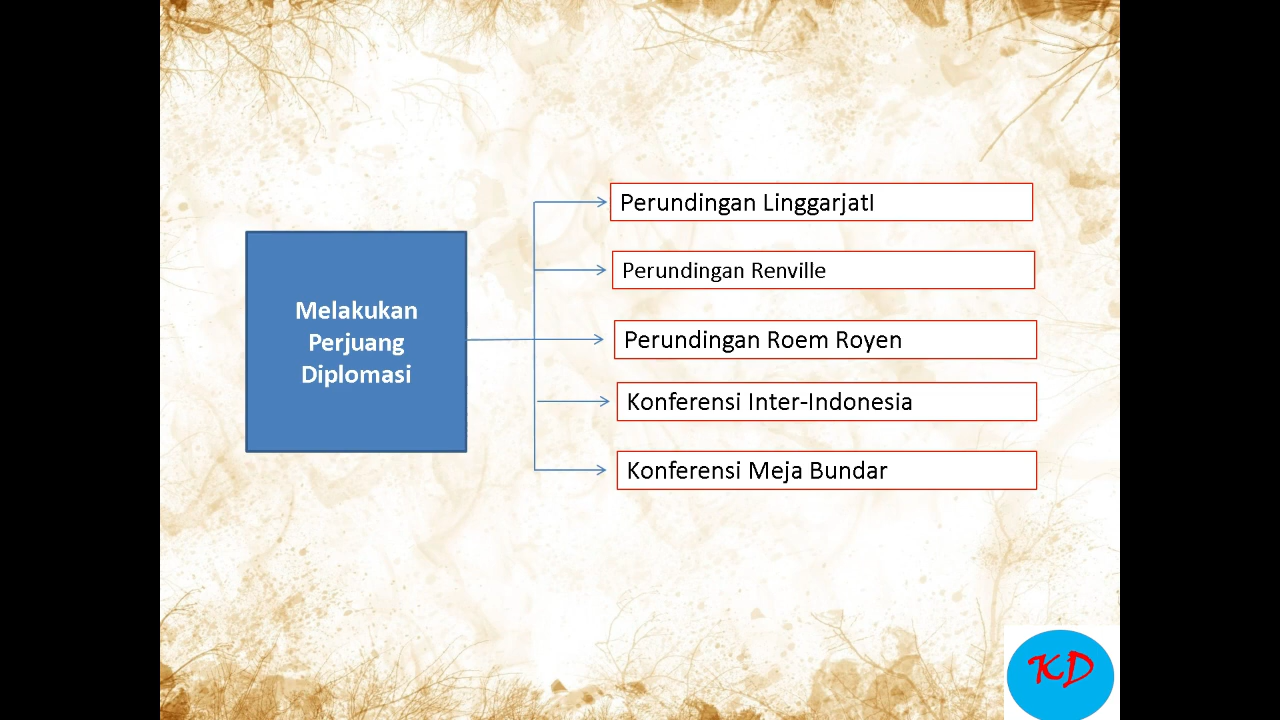 Melakukan
Perjuang
Diplomasi
Perundingan LinggarjatI
Perundingan Renville
Perundingan Roem Royen
Konferensi Inter-Indonesia
Konferensi Meja Bundar
KD